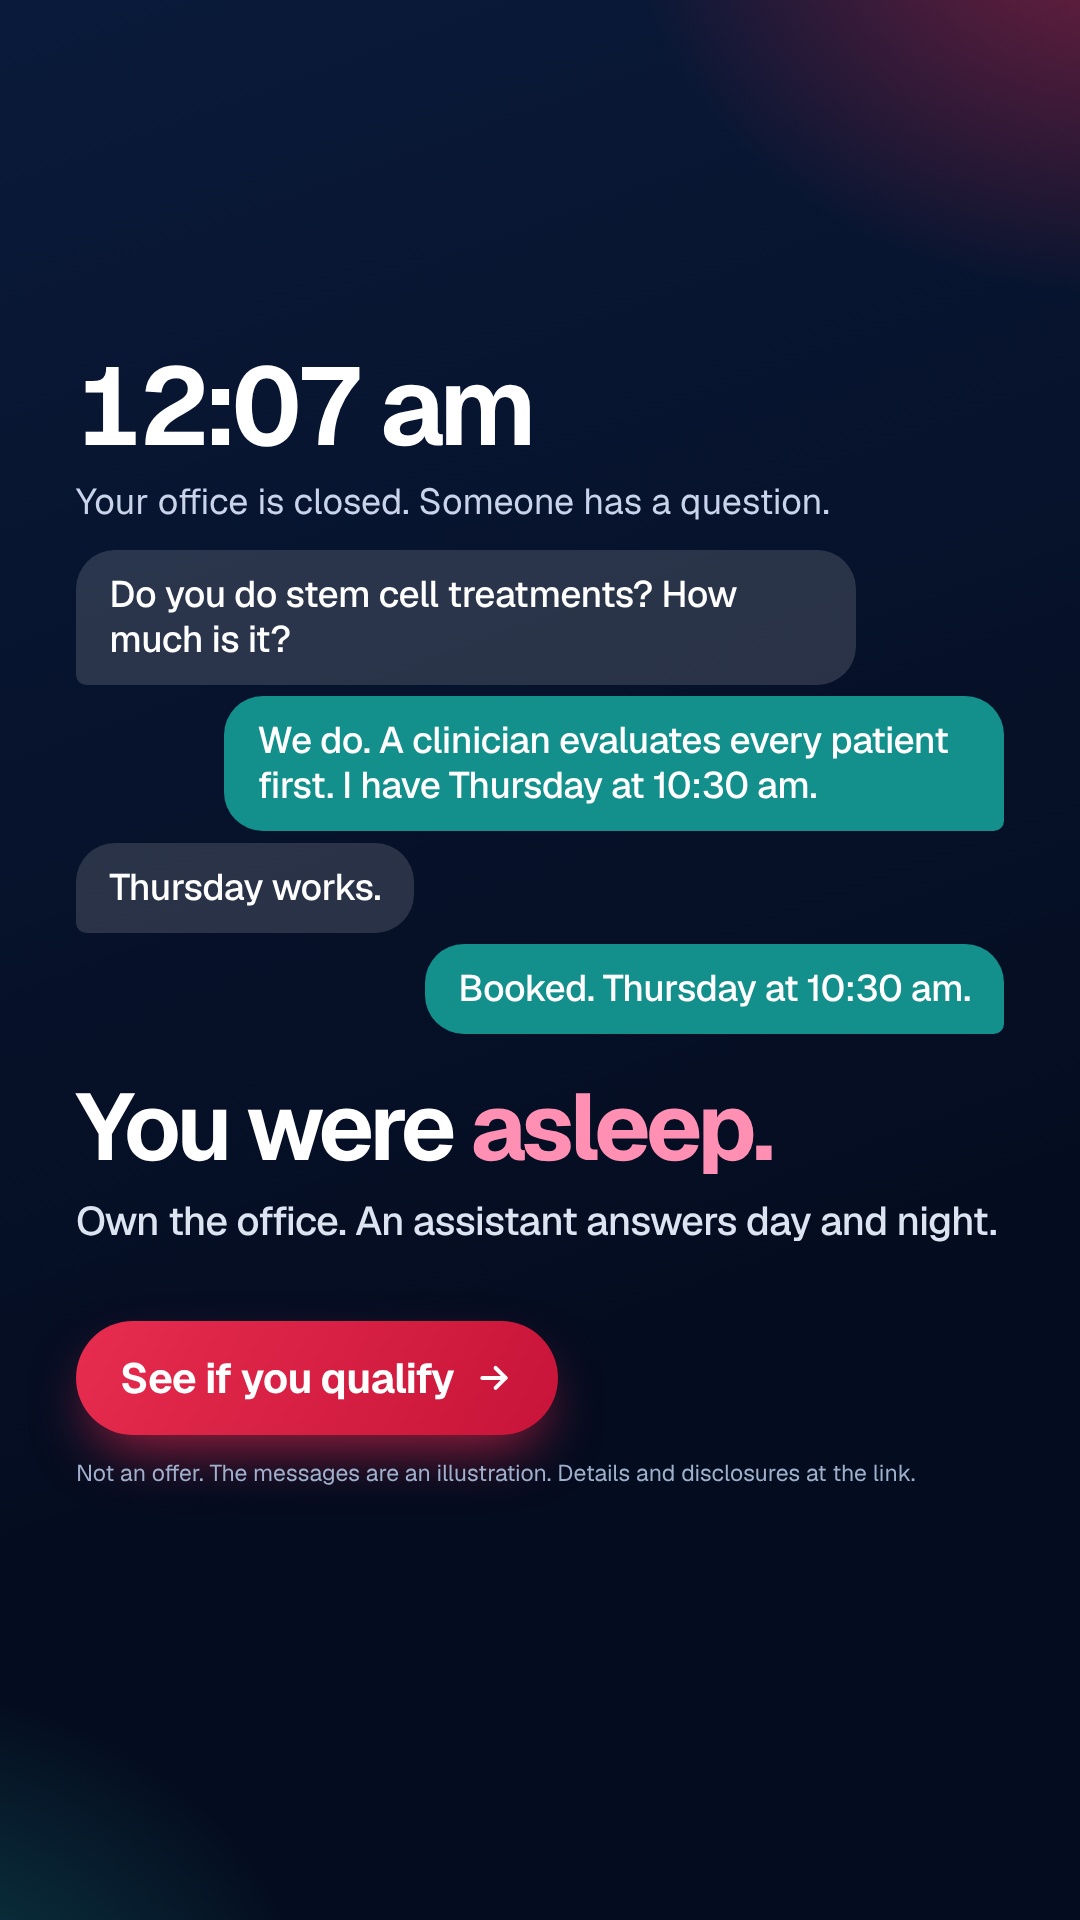 12:07 am
Your office is closed. Someone has a question.
Do you do stem cell treatments? How
much is it?
We do. A clinician evaluates every patient
first. I have Thursday at 10:30 am.
Thursday works.
Booked. Thursday at 10:30 am.
You were asleep.
Own the office. An assistant answers day and night.
See if you qualify →
Not an offer. The messages are an illustration. Details and disclosures at the link.